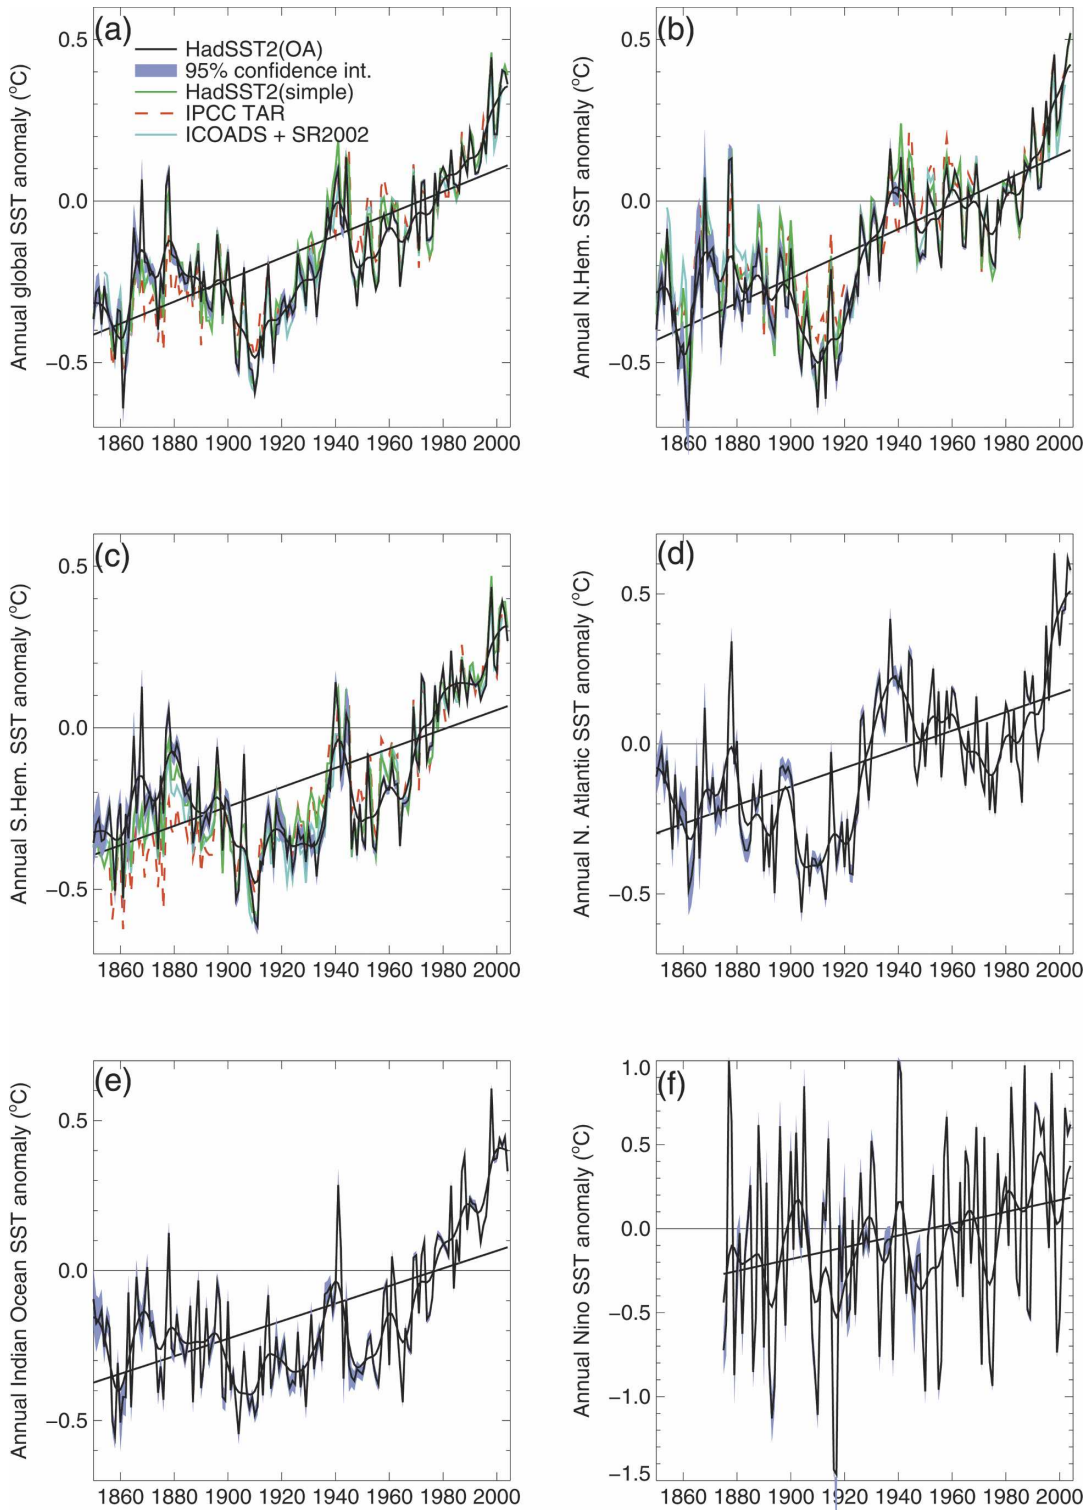 (a)
HadSST2(OA)
95% confidence int.
HadSST2(simple)
IPCC TAR
ICOADS + SR2002
Annual global SST anomaly (°C)
0.5
0.0
−0.5
1860 1880 1900 1920 1940 1960 1980 2000
(b)
Annual N.Hem. SST anomaly (°C)
0.5
0.0
−0.5
1860 1880 1900 1920 1940 1960 1980 2000
(c)
Annual S.Hem. SST anomaly (°C)
0.5
0.0
−0.5
1860 1880 1900 1920 1940 1960 1980 2000
(d)
Annual N. Atlantic SST anomaly (°C)
0.5
0.0
−0.5
1860 1880 1900 1920 1940 1960 1980 2000
(e)
Annual Indian Ocean SST anomaly (°C)
0.5
0.0
−0.5
1860 1880 1900 1920 1940 1960 1980 2000
(f)
Annual Nino SST anomaly (°C)
1.0
0.5
0.0
−0.5
−1.0
−1.5
1860 1880 1900 1920 1940 1960 1980 2000